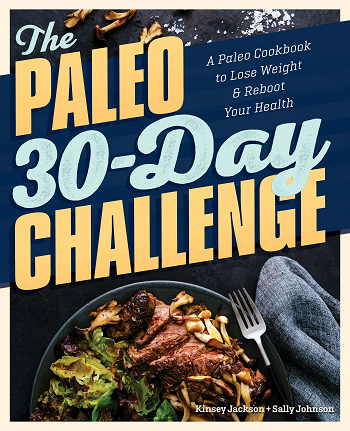 The
PALEO
30-Day
CHALLENGE
A Paleo Cookbook
to Lose Weight
& Reboot
Your Health
Kinsey Jackson + Sally Johnson